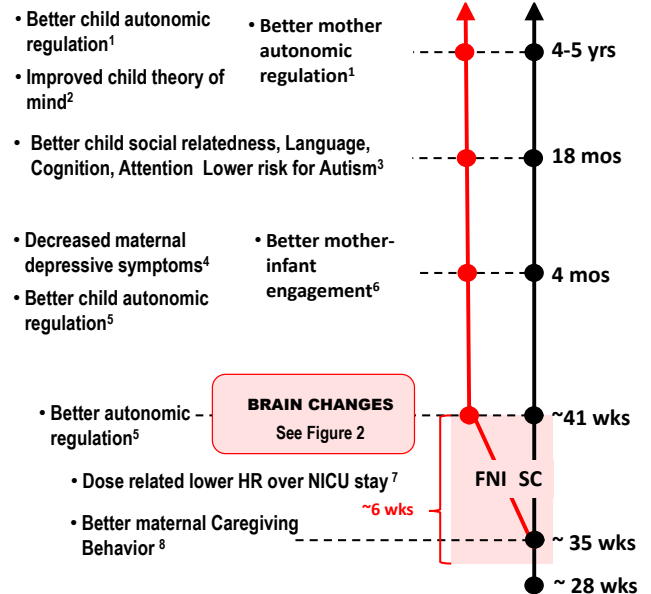 • Better child autonomic
regulation¹
• Improved child theory of
mind²
• Better mother
autonomic
regulation¹
4-5 yrs
• Better child social relatedness, Language,
Cognition, Attention Lower risk for Autism³
18 mos
• Decreased maternal
depressive symptoms⁴
• Better child autonomic
regulation⁵
• Better mother-
infant
engagement⁶
4 mos
• Better autonomic
regulation⁵
BRAIN CHANGES
See Figure 2
~41 wks
• Dose related lower HR over NICU stay ⁷
FNI SC
~6 wks
• Better maternal Caregiving
Behavior ⁸
~ 35 wks
~ 28 wks